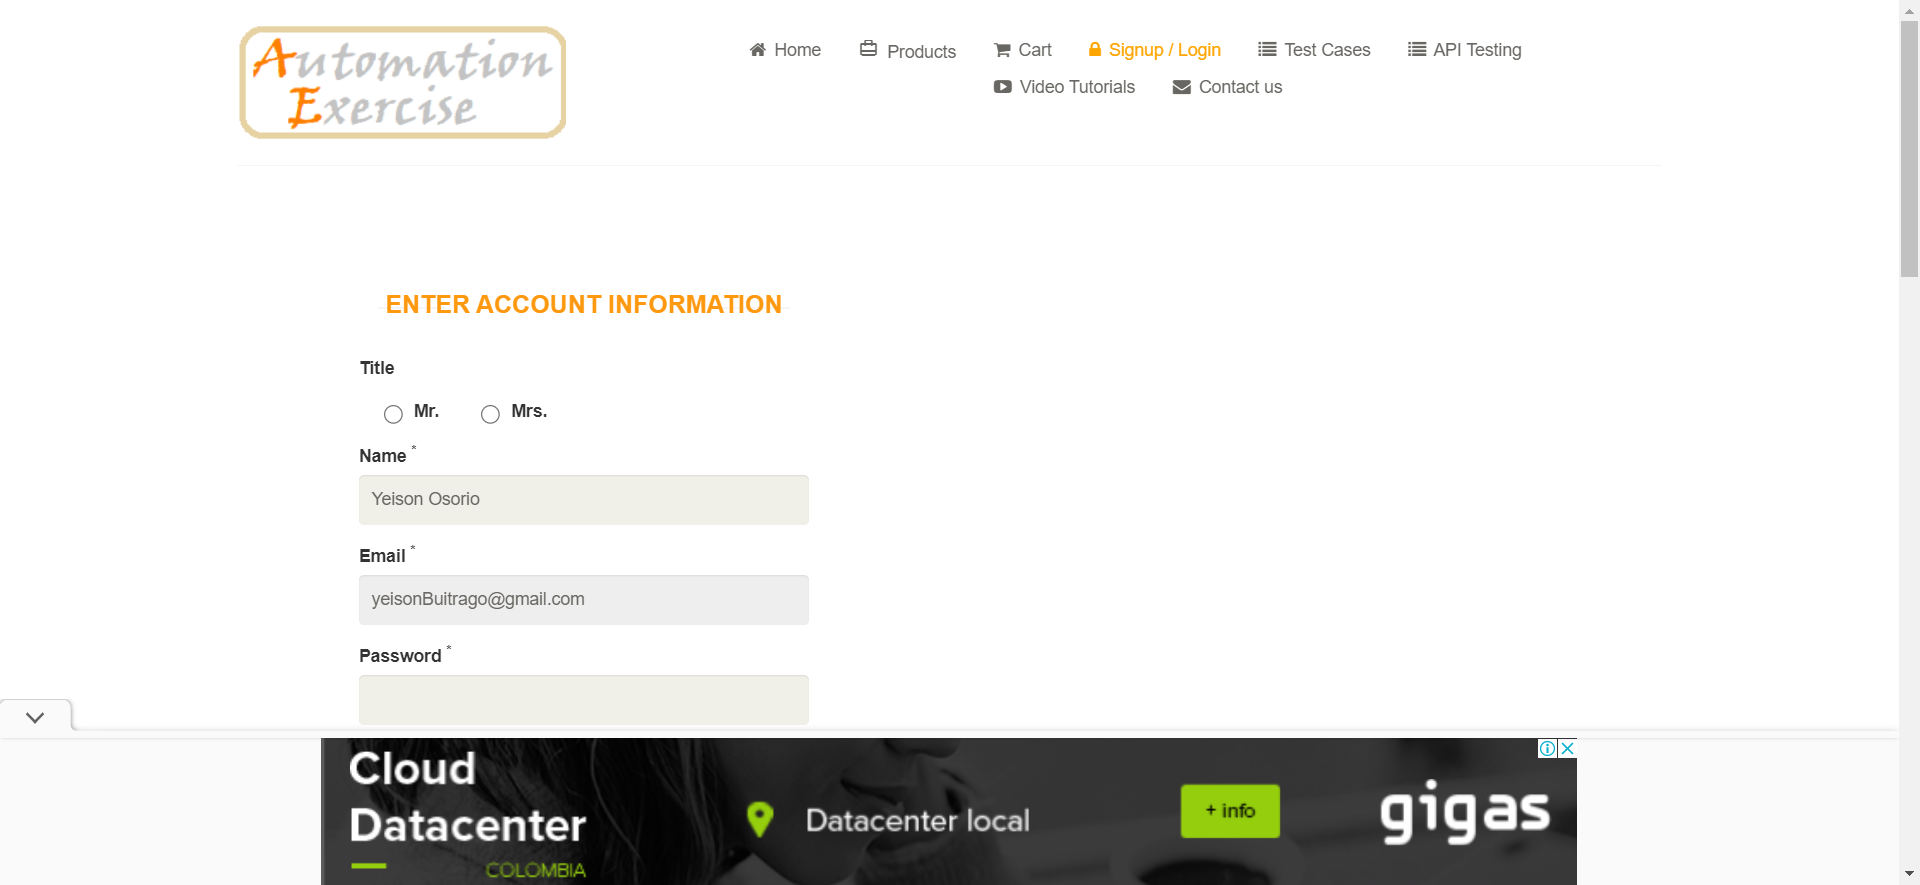 Automation
Exercise
Home
Products
Cart
Signup / Login
Test Cases
API Testing
Video Tutorials
Contact us
ENTER ACCOUNT INFORMATION
Title
Mr.
Mrs.
Name *
Yeison Osorio
Email *
yeisonBuitrago@gmail.com
Password *
Cloud
Datacenter
COLOMBIA
Datacenter local
+ info
gigas